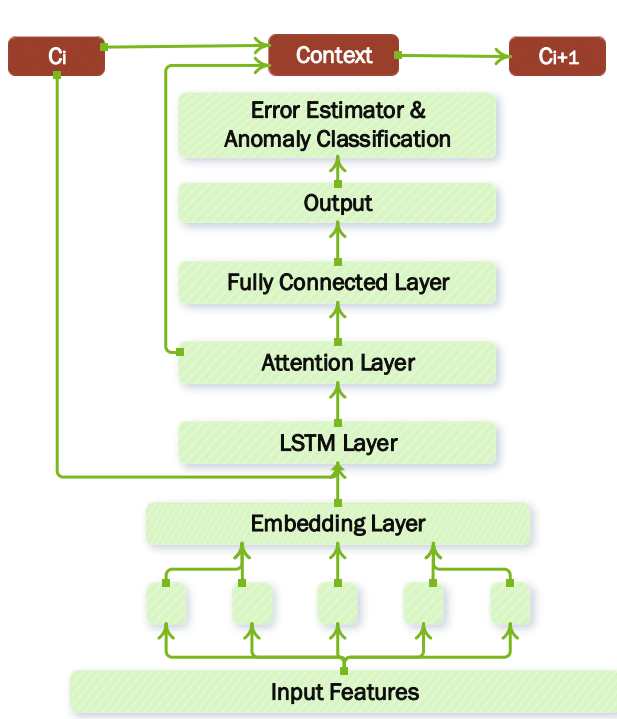 Ci
Context
Ci+1
Error Estimator &
Anomaly Classification
Output
Fully Connected Layer
Attention Layer
LSTM Layer
Embedding Layer
Input Features